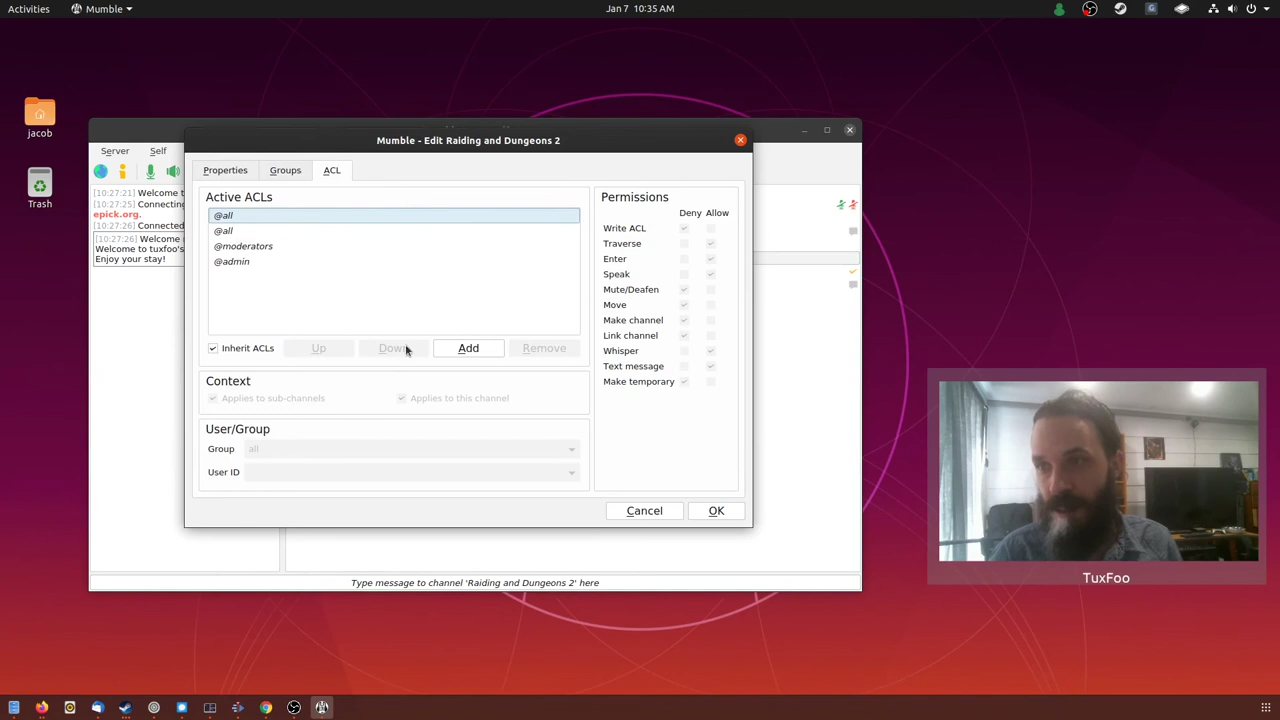 Activities
Mumble
Jan 7 10:35 AM
jacob
Trash
Mumble - Edit Raiding and Dungeons 2
Server Self
Properties Groups ACL
[10:27:21] Welcome t
[10:27:25] Connecting
epick.org.
[10:27:26] Connected
[10:27:26] Welcome
Welcome to tuxfoo's
Enjoy your stay!
Active ACLs
@all
@all
@moderators
@admin
Inherit ACLs Up Down Add Remove
Context
Applies to sub-channels Applies to this channel
User/Group
Group all
User ID
Permissions
Deny Allow
Write ACL
Traverse
Enter
Speak
Mute/Deafen
Move
Make channel
Link channel
Whisper
Text message
Make temporary
Cancel OK
Type message to channel 'Raiding and Dungeons 2' here
TuxFoo